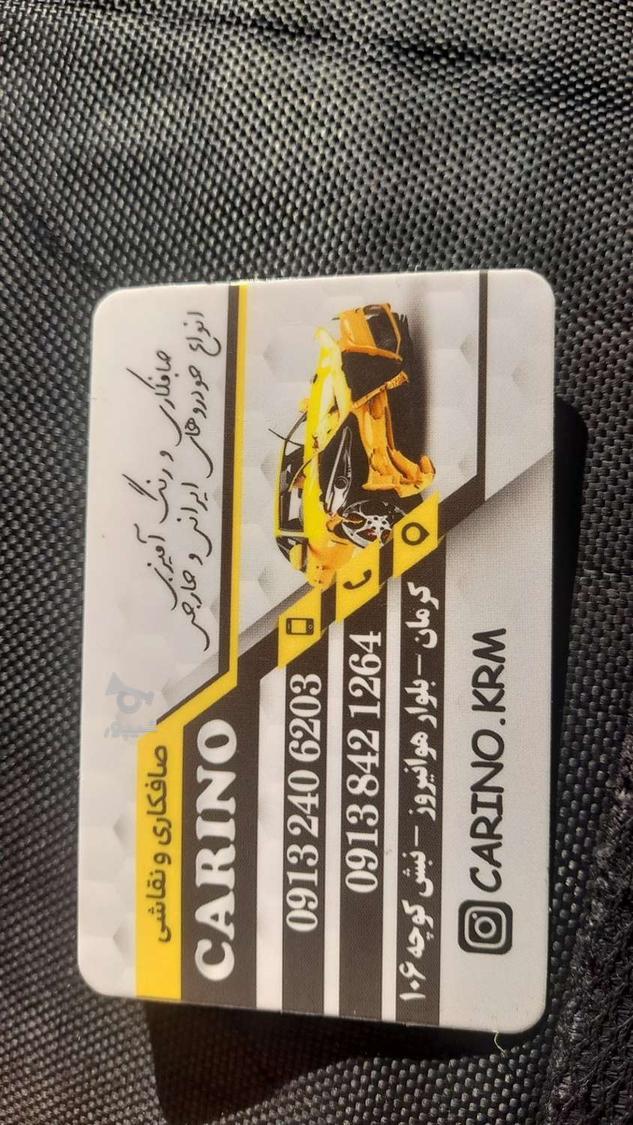 صافکاری و رنگ آمیزی
انواع خودروهای ایرانی و خارجی
صافکاری و نقاشی
CARINO
0913 240 6203
0913 842 1264
کرمان - بلوار هوانیروز - نبش کوچه ۱۰۶
CARINO.KRM